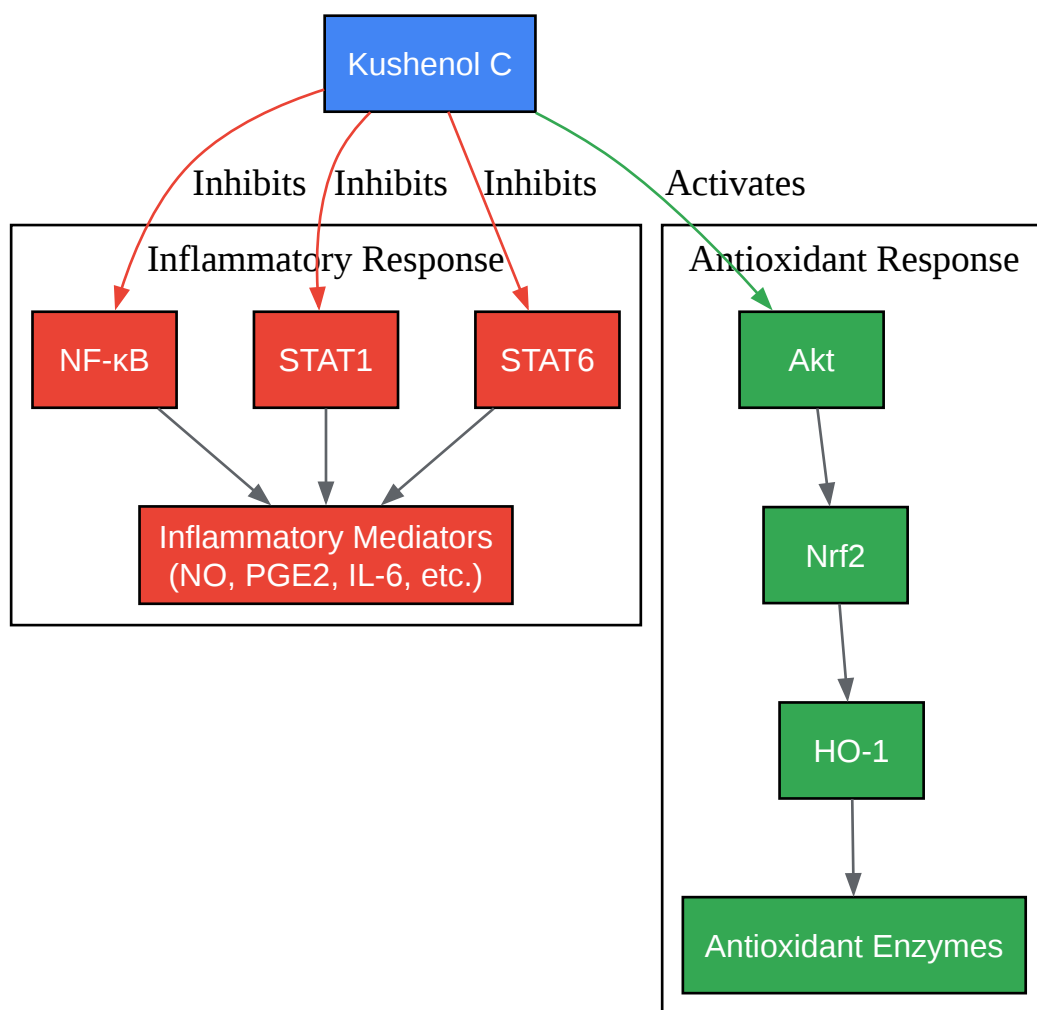 Kushenol C
Inhibits
Inhibits
Inhibits
Activates
Inflammatory Response
Antioxidant Response
NF-κB
STAT1
STAT6
Akt
Inflammatory Mediators
(NO, PGE2, IL-6, etc.)
Nrf2
HO-1
Antioxidant Enzymes